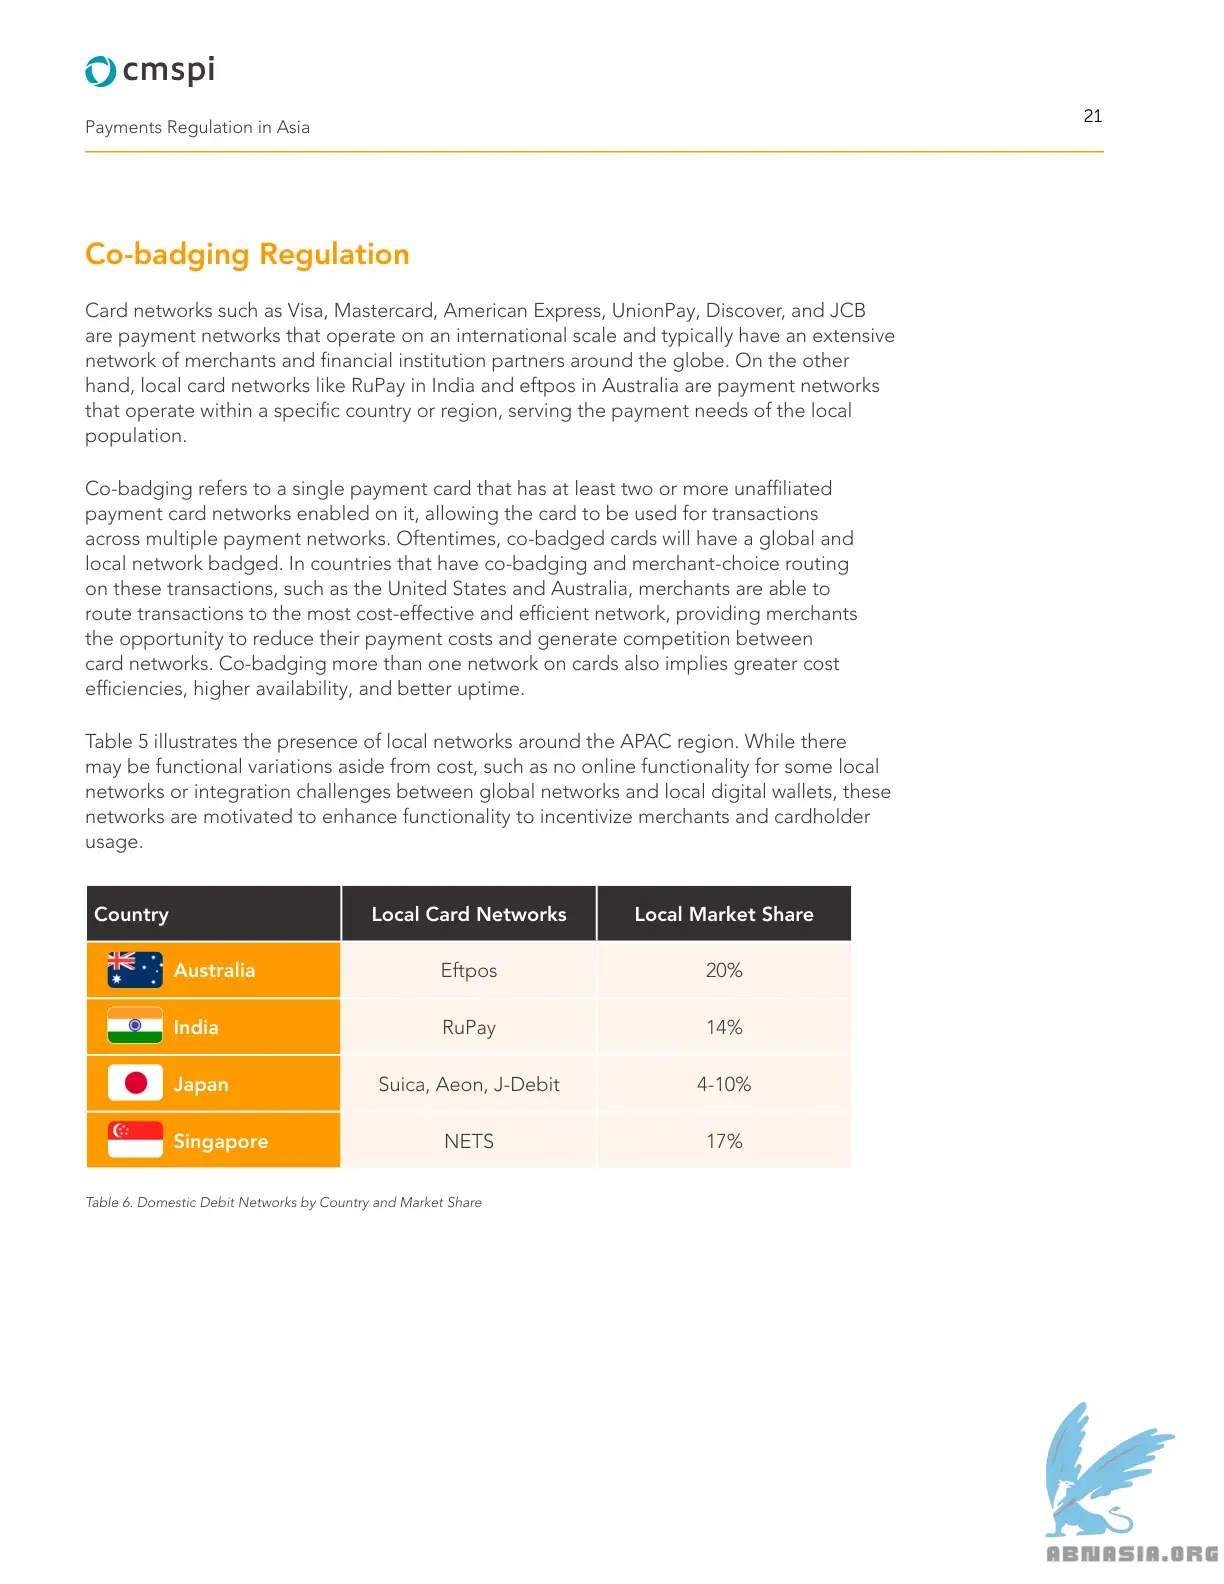 cmspi
Payments Regulation in Asia
21
Co-badging Regulation
Card networks such as Visa, Mastercard, American Express, UnionPay, Discover, and JCB
are payment networks that operate on an international scale and typically have an extensive
network of merchants and financial institution partners around the globe. On the other
hand, local card networks like RuPay in India and eftpos in Australia are payment networks
that operate within a specific country or region, serving the payment needs of the local
population.
Co-badging refers to a single payment card that has at least two or more unaffiliated
payment card networks enabled on it, allowing the card to be used for transactions
across multiple payment networks. Oftentimes, co-badged cards will have a global and
local network badged. In countries that have co-badging and merchant-choice routing
on these transactions, such as the United States and Australia, merchants are able to
route transactions to the most cost-effective and efficient network, providing merchants
the opportunity to reduce their payment costs and generate competition between
card networks. Co-badging more than one network on cards also implies greater cost
efficiencies, higher availability, and better uptime.
Table 5 illustrates the presence of local networks around the APAC region. While there
may be functional variations aside from cost, such as no online functionality for some local
networks or integration challenges between global networks and local digital wallets, these
networks are motivated to enhance functionality to incentivize merchants and cardholder
usage.
Country Local Card Networks Local Market Share
Australia Eftpos 20%
India RuPay 14%
Japan Suica, Aeon, J-Debit 4-10%
Singapore NETS 17%
Table 6. Domestic Debit Networks by Country and Market Share
ABNASIA.ORG